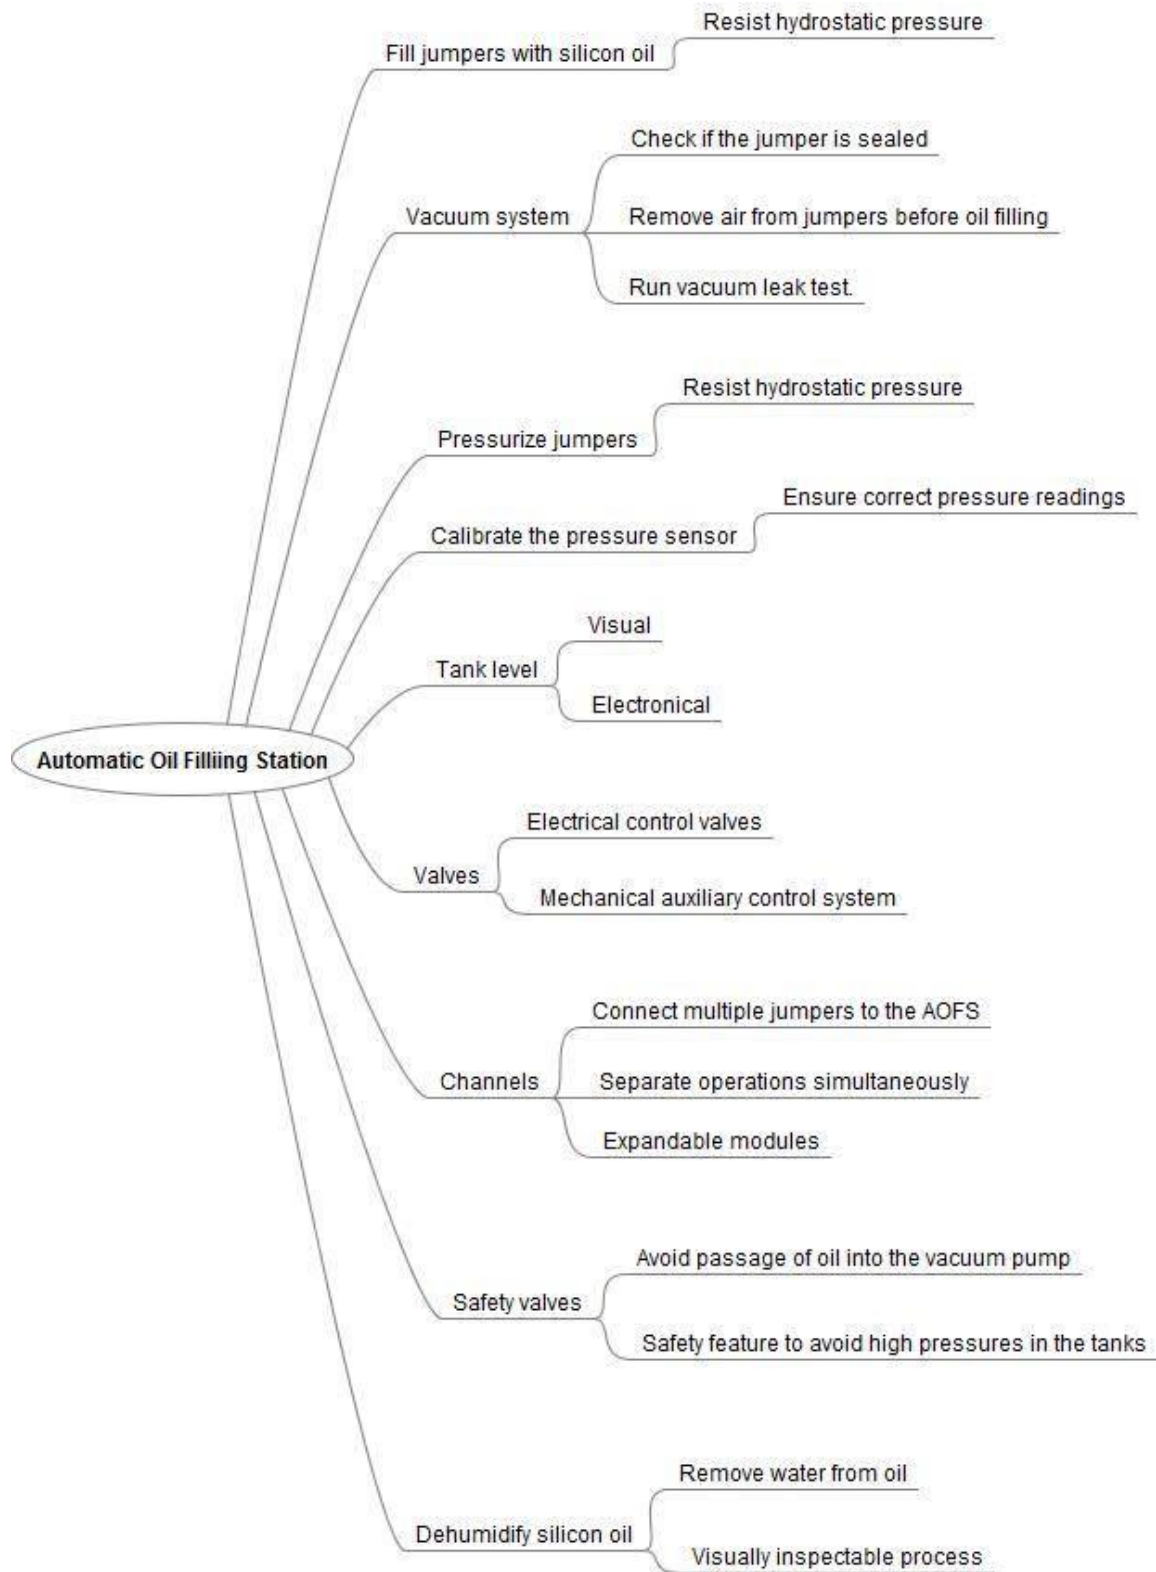 Resist hydrostatic pressure
Fill jumpers with silicon oil
Check if the jumper is sealed
Vacuum system
Remove air from jumpers before oil filling
Run vacuum leak test.
Resist hydrostatic pressure
Pressurize jumpers
Ensure correct pressure readings
Calibrate the pressure sensor
Visual
Tank level
Electronical
Automatic Oil Filliing Station
Electrical control valves
Valves
Mechanical auxiliary control system
Connect multiple jumpers to the AOFS
Channels
Separate operations simultaneously
Expandable modules
Avoid passage of oil into the vacuum pump
Safety valves
Safety feature to avoid high pressures in the tanks
Remove water from oil
Dehumidify silicon oil
Visually inspectable process